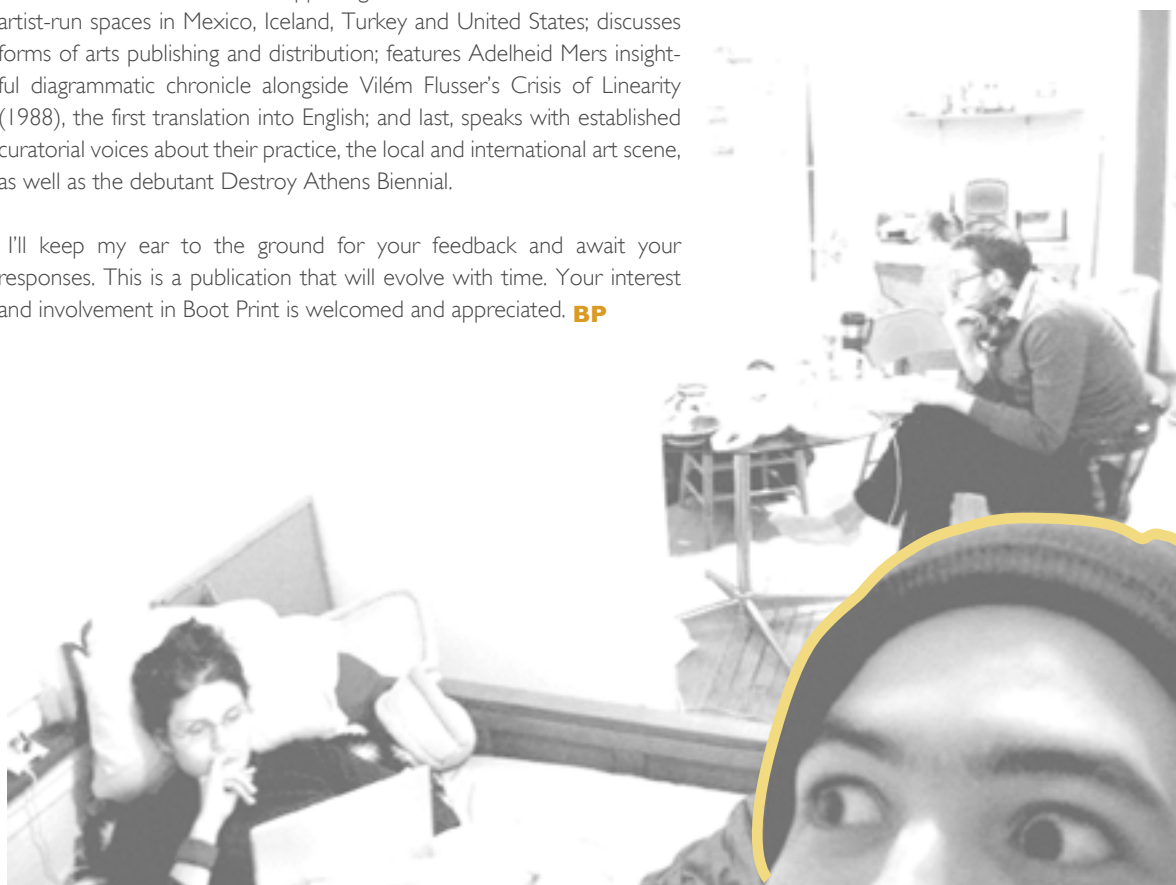 artist-run spaces in Mexico, Iceland, Turkey and United States; discusses
forms of arts publishing and distribution; features Adelheid Mers insight-
ful diagrammatic chronicle alongside Vilém Flusser's Crisis of Linearity
(1988), the first translation into English; and last, speaks with established
curatorial voices about their practice, the local and international art scene,
as well as the debutant Destroy Athens Biennial.
I'll keep my ear to the ground for your feedback and await your
responses. This is a publication that will evolve with time. Your interest
and involvement in Boot Print is welcomed and appreciated. BP